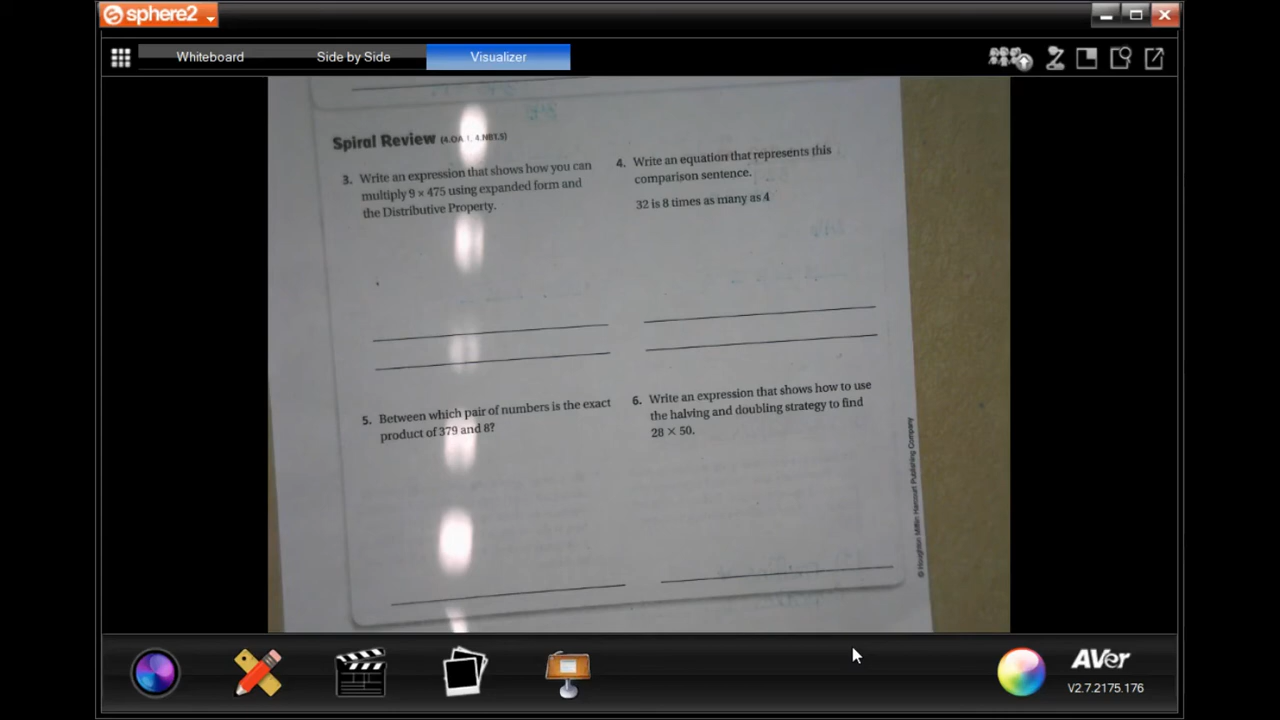 sphere2
Whiteboard Side by Side Visualizer
Spiral Review (4.OA.1, 4.NBT.5)
3. Write an expression that shows how you can
multiply 9 × 475 using expanded form and
the Distributive Property.
4. Write an equation that represents this
comparison sentence.
32 is 8 times as many as 4
5. Between which pair of numbers is the exact
product of 379 and 8?
6. Write an expression that shows how to use
the halving and doubling strategy to find
28 × 50.
© Houghton Mifflin Harcourt Publishing Company
AVer
V2.7.2175.176